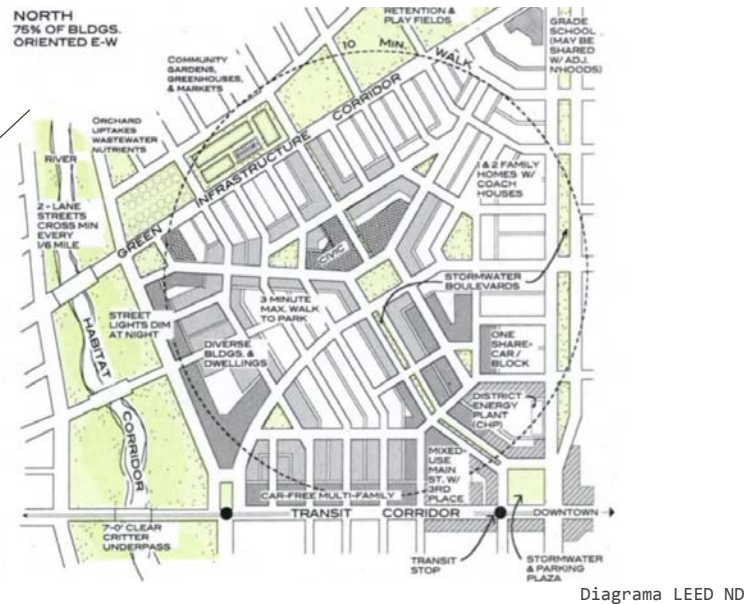 NORTH
75% OF BLDGS.
ORIENTED E-W
RETENTION &
PLAY FIELDS
GRADE
SCHOOL
(MAY BE
SHARED
W/ ADJ.
N'HOODS)
10 MIN. WALK
COMMUNITY
GARDENS,
GREENHOUSES,
& MARKETS
ORCHARD
UPTAKES
WASTEWATER
NUTRIENTS
RIVER
GREEN INFRASTRUCTURE CORRIDOR
1 & 2 FAMILY
HOMES W/
COACH
HOUSES
2-LANE
STREETS
CROSS MIN
EVERY
1/8 MILE
CIVIC
STORMWATER
BOULEVARDS
3 MINUTE
MAX. WALK
TO PARK
STREET
LIGHTS DIM
AT NIGHT
HABITAT CORRIDOR
DIVERSE
BLDGS. &
DWELLINGS
ONE
SHARE-
CAR /
BLOCK
DISTRICT
ENERGY
PLANT
(CHP)
MIXED-
USE MAIN
ST. W/
3RD
PLACE
CAR-FREE MULTI-FAMILY
TRANSIT CORRIDOR
DOWNTOWN
7'-0" CLEAR
CRITTER
UNDERPASS
TRANSIT
STOP
STORMWATER
& PARKING
PLAZA
Diagrama LEED ND